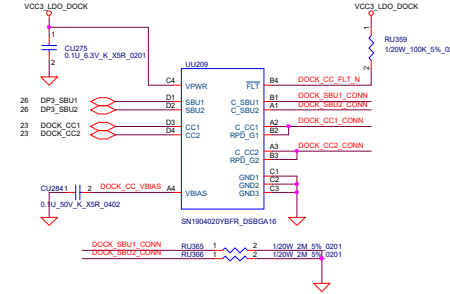 VCC3_LDO_DOCK
VCC3_LDO_DOCK
1
CU275
0.1U_6.3V_K_X5R_0201
2
1
RU359
1/20W_100K_5%_02
2
UU209
C4 VPWR FLT B4 DOCK_CC_FLT_N
26 DP3_SBU1 D1 SBU1 C_SBU1 B1 DOCK_SBU1_CONN
26 DP3_SBU2 D2 SBU2 C_SBU2 A1 DOCK_SBU2_CONN
23 DOCK_CC1 D3 CC1 C_CC1 A2 DOCK_CC1_CONN
23 DOCK_CC2 D4 CC2 RPD_G1 B2
C_CC2 A3 DOCK_CC2_CONN
RPD_G2 B3
GND1 C1
GND2 C2
GND3 C3
CU284 1 2 DOCK_CC_VBIAS A4 VBIAS
0.1U_50V_K_X5R_0402
SN1904020YBFR_DSBGA16
DOCK_SBU1_CONN RU365 1 2 1/20W_2M_5%_0201
DOCK_SBU2_CONN RU366 1 2 1/20W_2M_5%_0201